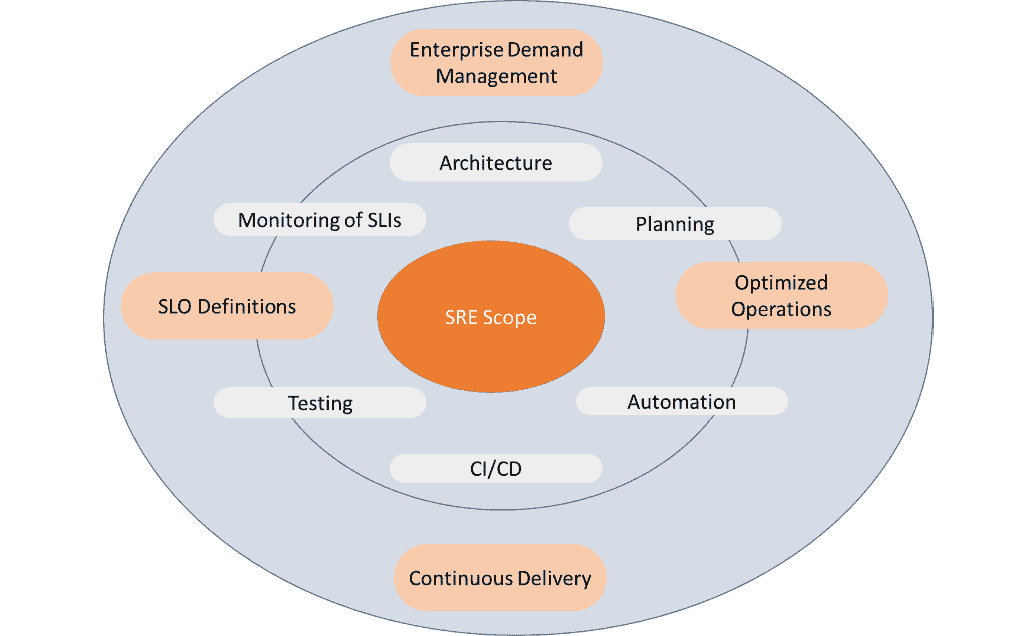 Enterprise Demand
Management
Architecture
Monitoring of SLIs
Planning
SLO Definitions
SRE Scope
Optimized
Operations
Testing
Automation
CI/CD
Continuous Delivery